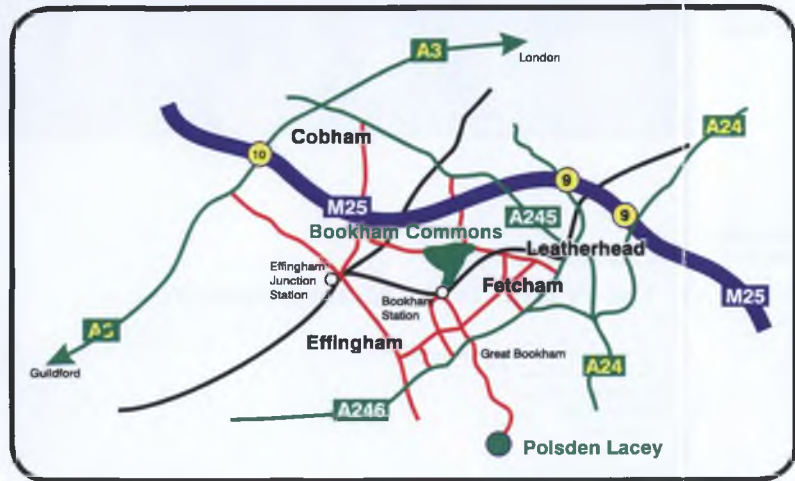 A3
London
A24
Cobham
10
9
M25
A245
9
Bookham Commons
Leatherhead
Effingham
Junction
Station
Fetcham
M25
Bookham
Station
A3
Effingham
Great Bookham
Guildford
A24
A246
Polsden Lacey